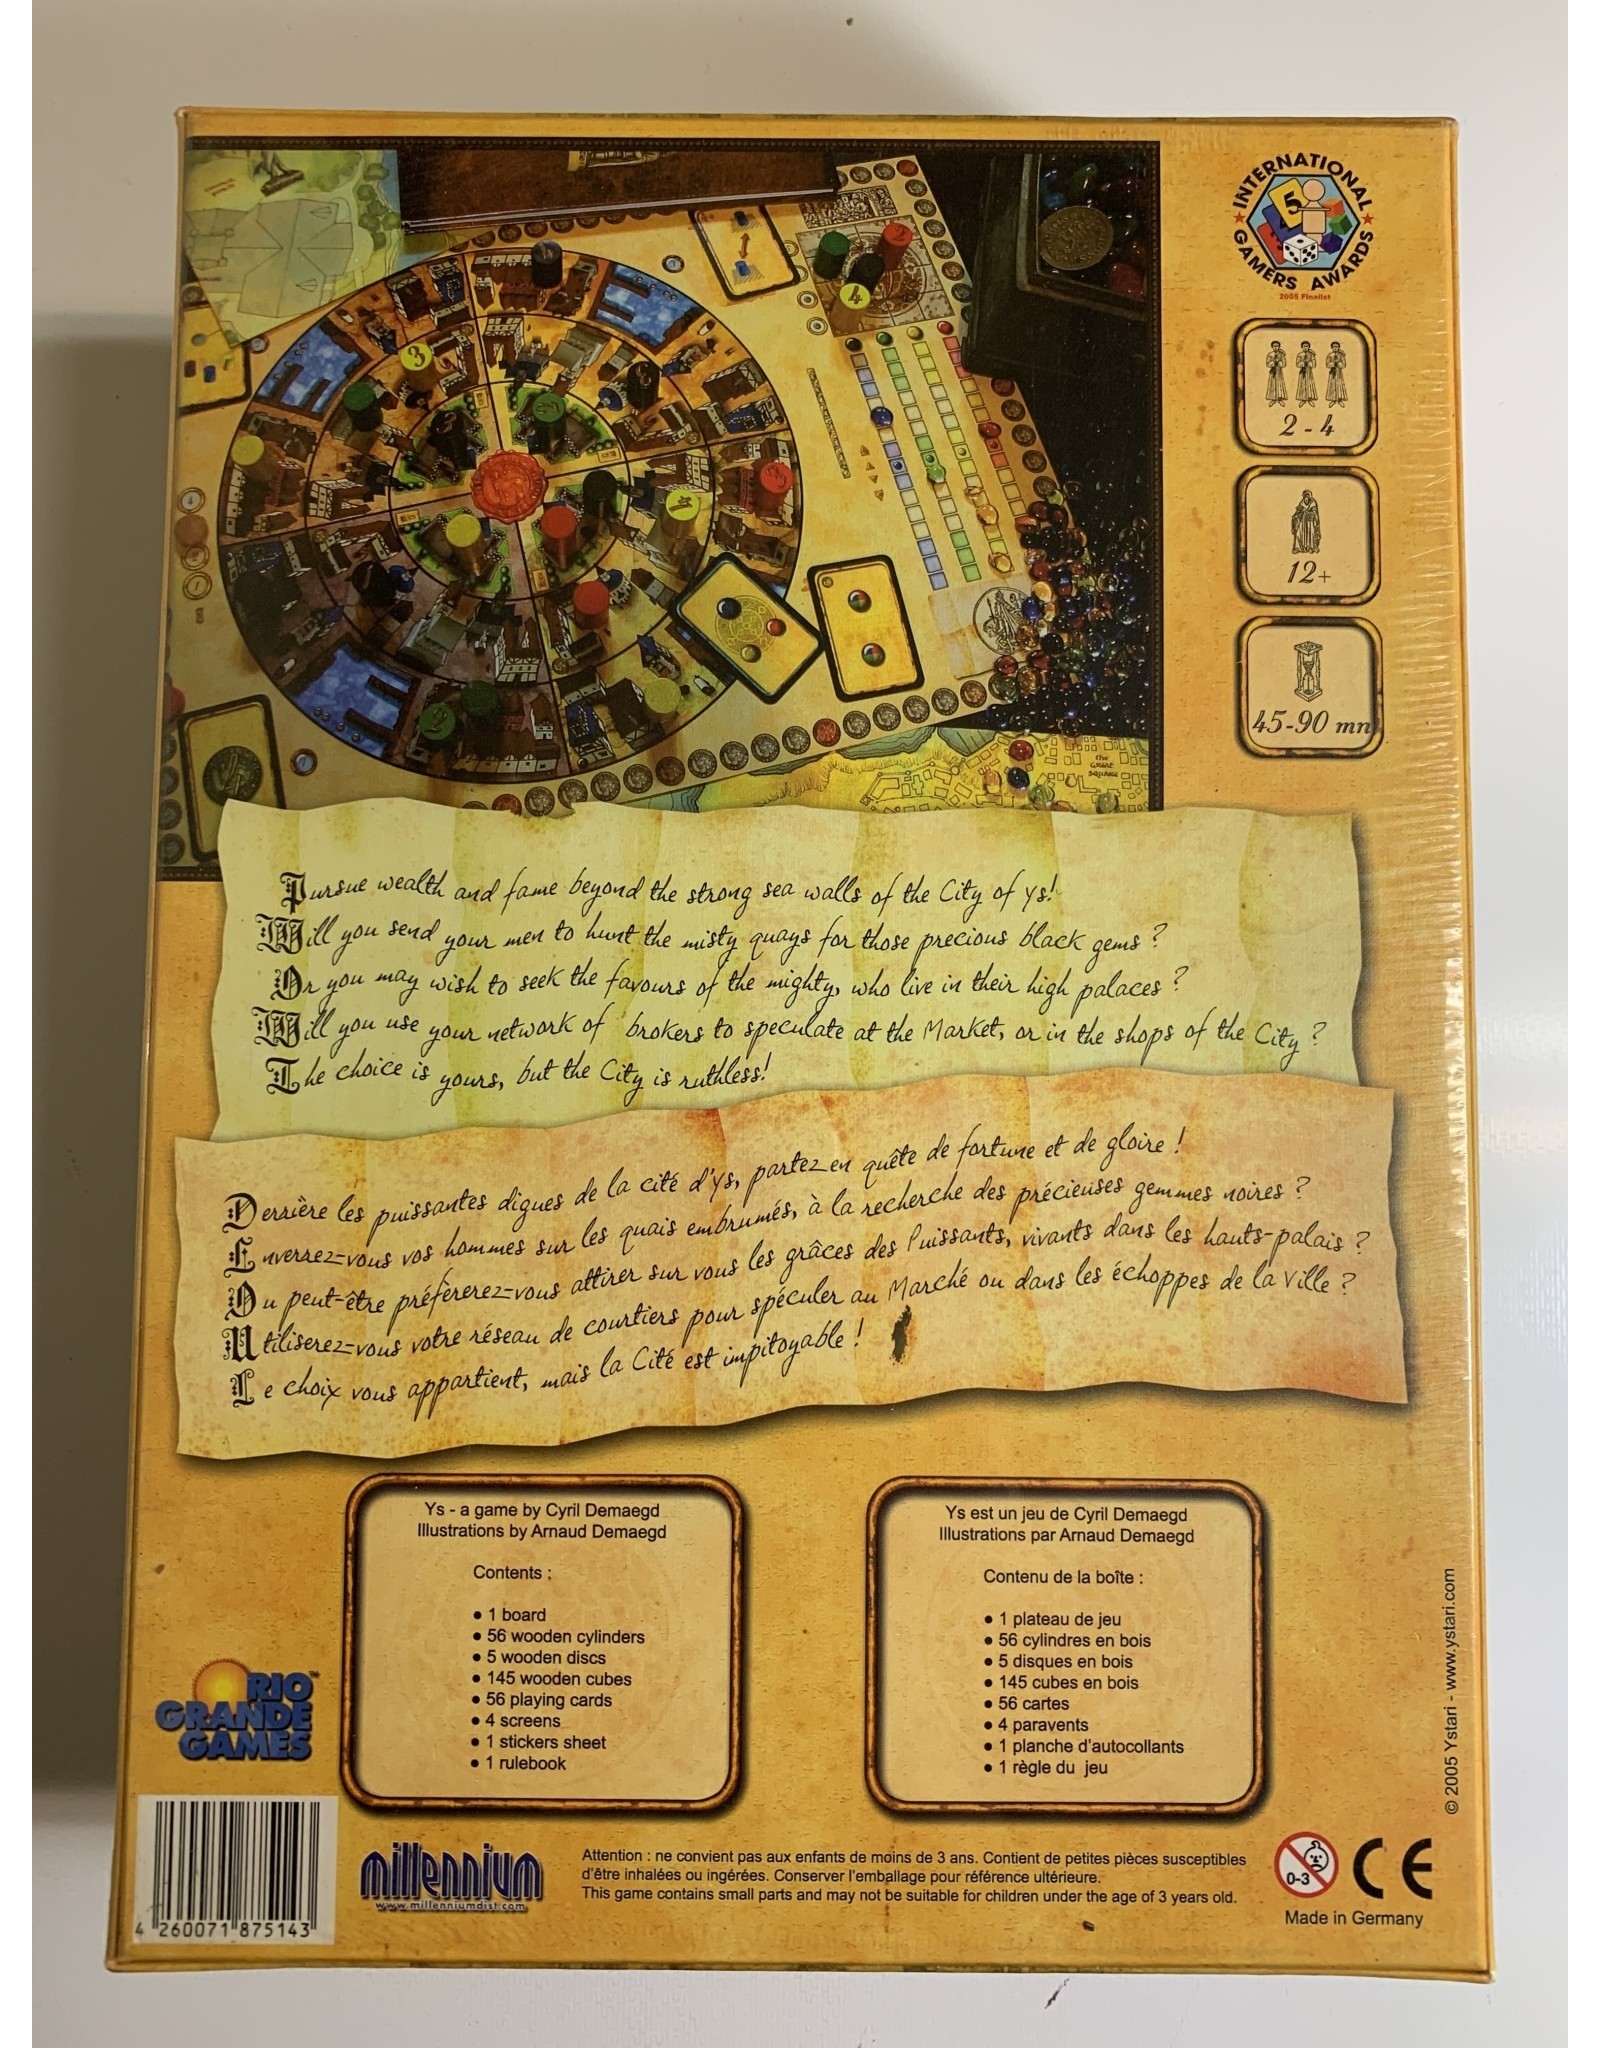 INTERNATIONAL
GAMERS AWARDS
5
2005 Finalist
2 - 4
12+
45-90 mn
the
GREAT
SQUARE
Pursue wealth and fame beyond the strong sea walls of the City of Ys!
Will you send your men to hunt the misty quays for those precious black gems ?
Or you may wish to seek the favours of the mighty, who live in their high palaces ?
Will you use your network of brokers to speculate at the Market, or in the shops of the City ?
The choice is yours, but the City is ruthless!
Derrière les puissantes digues de la cité d'Ys, partez en quête de fortune et de gloire !
Enverrez-vous vos hommes sur les quais embrumés, à la recherche des précieuses gemmes noires ?
Ou peut-être préfèrerez-vous attirer sur vous les grâces des Puissants, vivants dans les hauts-palais ?
Utiliserez-vous votre réseau de courtiers pour spéculer au Marché ou dans les échoppes de la Ville ?
Le choix vous appartient, mais la Cité est impitoyable !
Ys - a game by Cyril Demaegd
Illustrations by Arnaud Demaegd
Contents :
• 1 board
• 56 wooden cylinders
• 5 wooden discs
• 145 wooden cubes
• 56 playing cards
• 4 screens
• 1 stickers sheet
• 1 rulebook
Ys est un jeu de Cyril Demaegd
Illustrations par Arnaud Demaegd
Contenu de la boîte :
• 1 plateau de jeu
• 56 cylindres en bois
• 5 disques en bois
• 145 cubes en bois
• 56 cartes
• 4 paravents
• 1 planche d'autocollants
• 1 règle du jeu
© 2005 Ystari - www.ystari.com
RIO™
GRANDE
GAMES
4 260071 875143
millennium
www.millenniumdist.com
Attention : ne convient pas aux enfants de moins de 3 ans. Contient de petites pièces susceptibles
d'être inhalées ou ingérées. Conserver l'emballage pour référence ultérieure.
This game contains small parts and may not be suitable for children under the age of 3 years old.
0-3
CE
Made in Germany